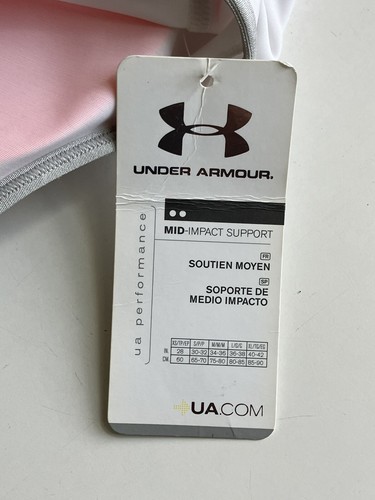 UNDER ARMOUR.
MID-IMPACT SUPPORT
FR
SOUTIEN MOYEN
SP
SOPORTE DE
MEDIO IMPACTO
ua performance
XS/TP/EP S/P/P M/M/M L/G/G XL/TG/EG
IN. 28 30-32 34-36 36-38 40-42
CM. 60 65-70 75-80 80-85 85-90
UA.COM